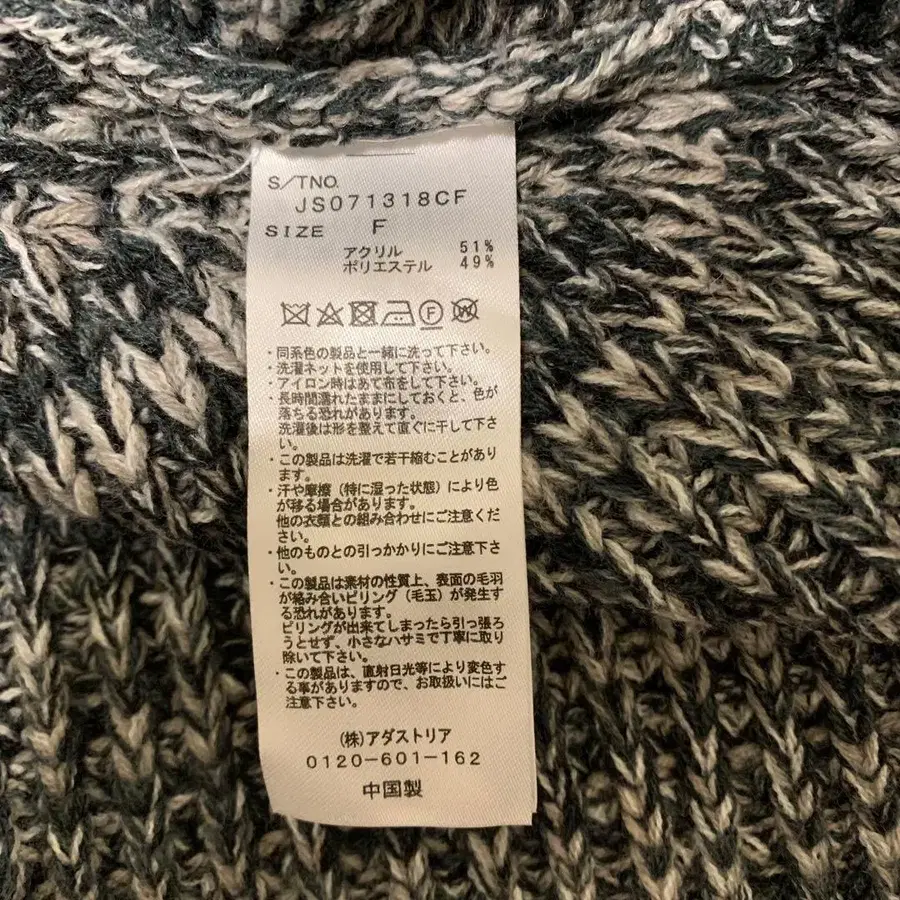 S/TNO.
JS071318CF
SIZE F
アクリル 51%
ポリエステル 49%
F W
・同系色の製品と一緒に洗って下さい。
・洗濯ネットを使用して下さい。
・アイロン時はあて布をして下さい。
・長時間濡れたままにしておくと、色が
落ちる恐れがあります。
洗濯後は形を整えて直ぐに干して下さ
い。
・この製品は洗濯で若干縮むことがあり
ます。
・汗や摩擦（特に湿った状態）により色
が移る場合があります。
他の衣類との組み合わせにご注意くだ
さい。
・他のものとの引っかかりにご注意下さ
い。
・この製品は素材の性質上、表面の毛羽
が絡み合いピリング（毛玉）が発生す
る恐れがあります。
ピリングが出来てしまったら引っ張ろ
うとせず、小さなハサミで丁寧に取り
除いて下さい。
・この製品は、直射日光等により変色す
る事がありますので、お取扱いにはご
注意下さい。
(株)アダストリア
0120-601-162
中国製